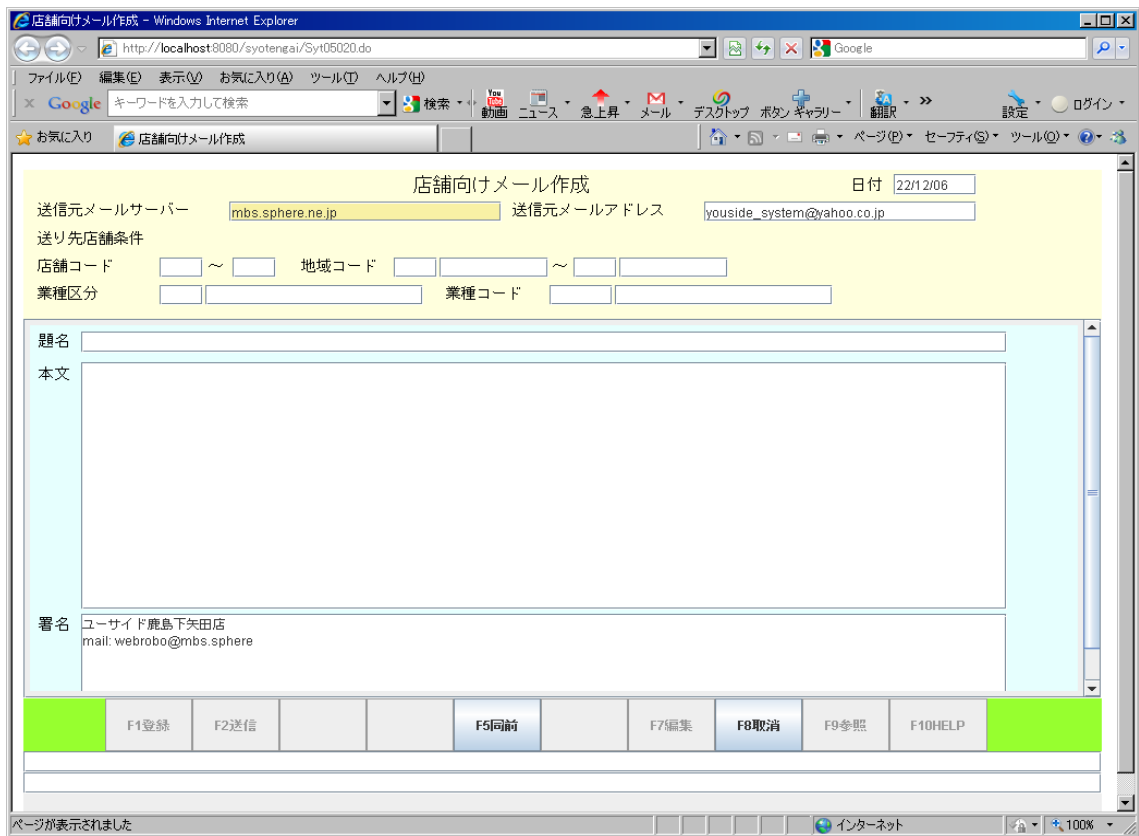 店舗向けメール作成 - Windows Internet Explorer
http://localhost:8080/syotengai/Syt05020.do
Google
ファイル(F) 編集(E) 表示(V) お気に入り(A) ツール(T) ヘルプ(H)
× Google キーワードを入力して検索 検索 動画 ニュース 急上昇 メール デスクトップ ボタン ギャラリー 翻訳 » 設定 ログイン
お気に入り 店舗向けメール作成 ページ(P) セーフティ(S) ツール(O)
店舗向けメール作成 日付 22/12/06
送信元メールサーバー mbs.sphere.ne.jp 送信元メールアドレス youside_system@yahoo.co.jp
送り先店舗条件
店舗コード ～ 地域コード ～
業種区分 業種コード
題名
本文
署名 ユーサイド鹿島下矢田店
mail: webrobo@mbs.sphere
F1登録 F2送信 F5同前 F7編集 F8取消 F9参照 F10HELP
ページが表示されました インターネット 100%